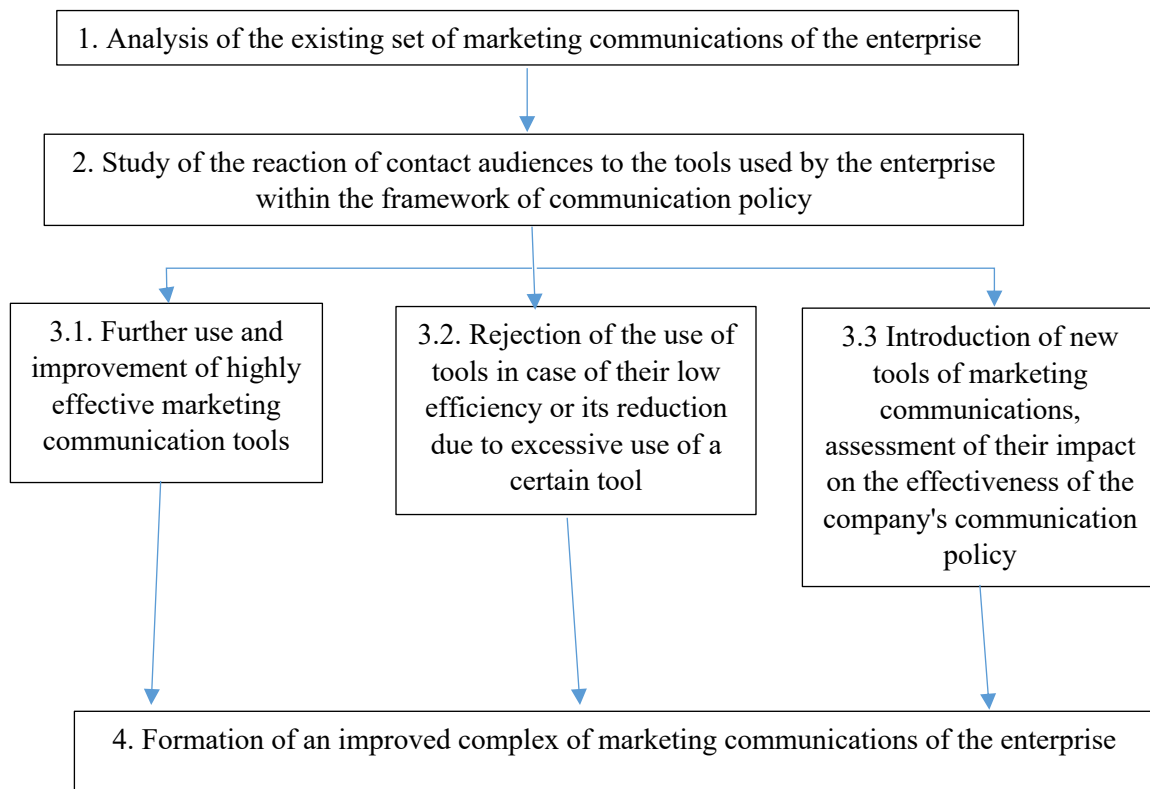 1. Analysis of the existing set of marketing communications of the enterprise
2. Study of the reaction of contact audiences to the tools used by the enterprise
within the framework of communication policy
3.1. Further use and
improvement of highly
effective marketing
communication tools
3.2. Rejection of the use of
tools in case of their low
efficiency or its reduction
due to excessive use of a
certain tool
3.3 Introduction of new
tools of marketing
communications,
assessment of their impact
on the effectiveness of the
company's communication
policy
4. Formation of an improved complex of marketing communications of the enterprise